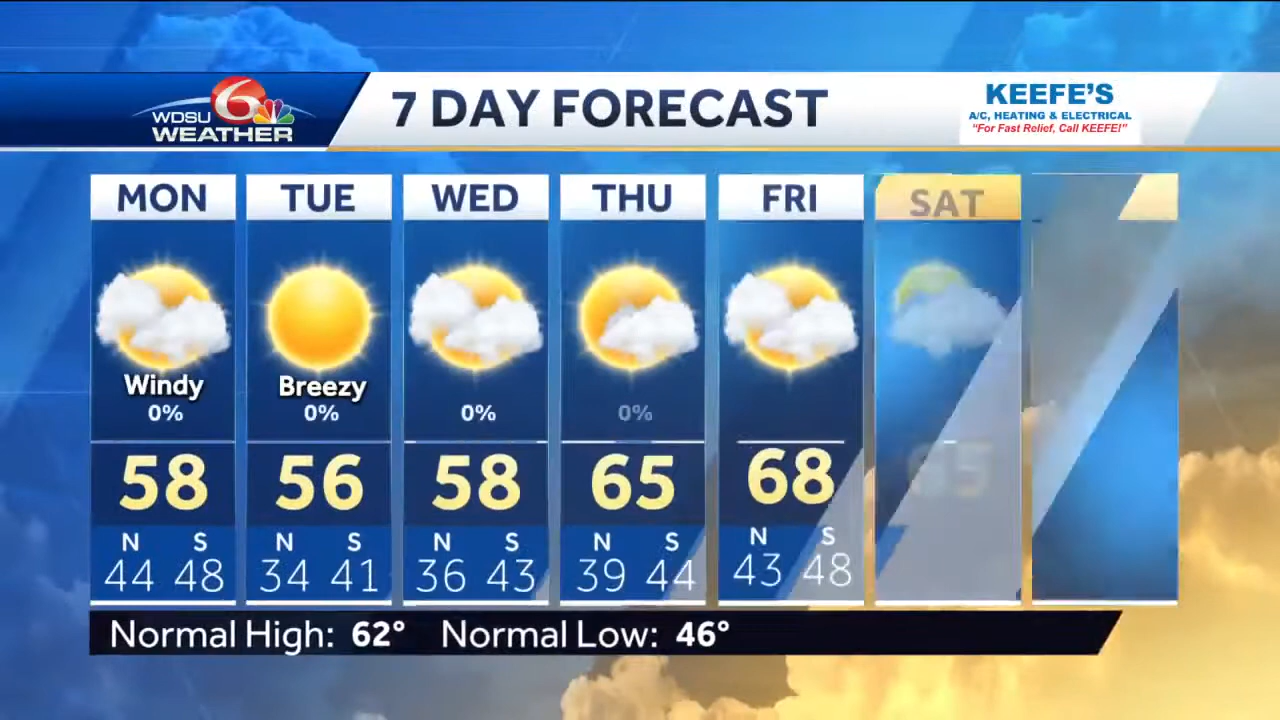 WDSU 6
WEATHER
7 DAY FORECAST
KEEFE'S
A/C, HEATING & ELECTRICAL
"For Fast Relief, Call KEEFE!"
MON TUE WED THU FRI SAT
Windy Breezy
0% 0% 0% 0%
58 56 58 65 68
N S N S N S N S N S
44 48 34 41 36 43 39 44 43 48
Normal High: 62° Normal Low: 46°